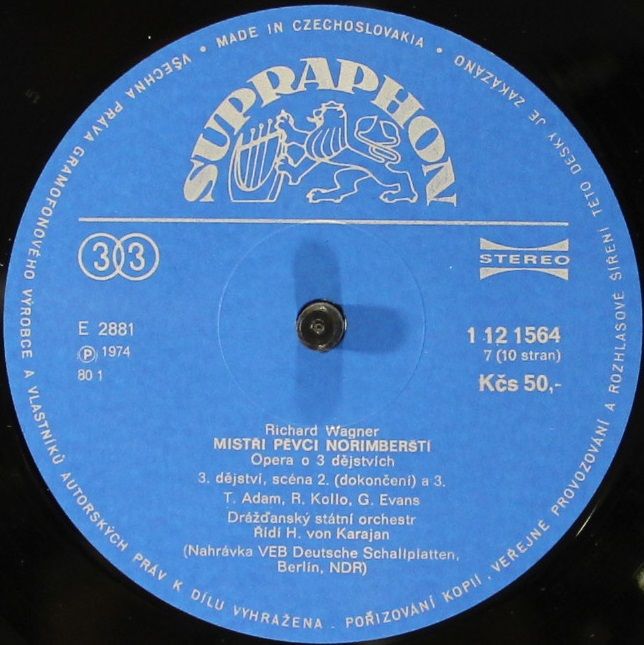 VŠECHNA PRÁVA GRAMOFONOVÉHO VÝROBCE A VLASTNÍKŮ AUTORSKÝCH PRÁV K DÍLU VYHRAŽENA . POŘIZOVÁNÍ KOPIÍ . VEŘEJNÉ PROVOZOVÁNÍ A ROZHLASOVÉ ŠÍŘENÍ TÉTO DESKY JE ZAKÁZÁNO
• MADE IN CZECHOSLOVAKIA •
SUPRAPHON
33
STEREO
E 2881
Ⓟ 1974
80 1
1 12 1564
7 (10 stran)
Kčs 50,-
Richard Wagner
MISTŘI PĚVCI NORIMBERŠTÍ
Opera o 3 dějstvích
3. dějství, scéna 2. (dokončení) a 3.
T. Adam, R. Kollo, G. Evans
Drážďanský státní orchestr
Řídí H. von Karajan
(Nahrávka VEB Deutsche Schallplatten,
Berlín, NDR)